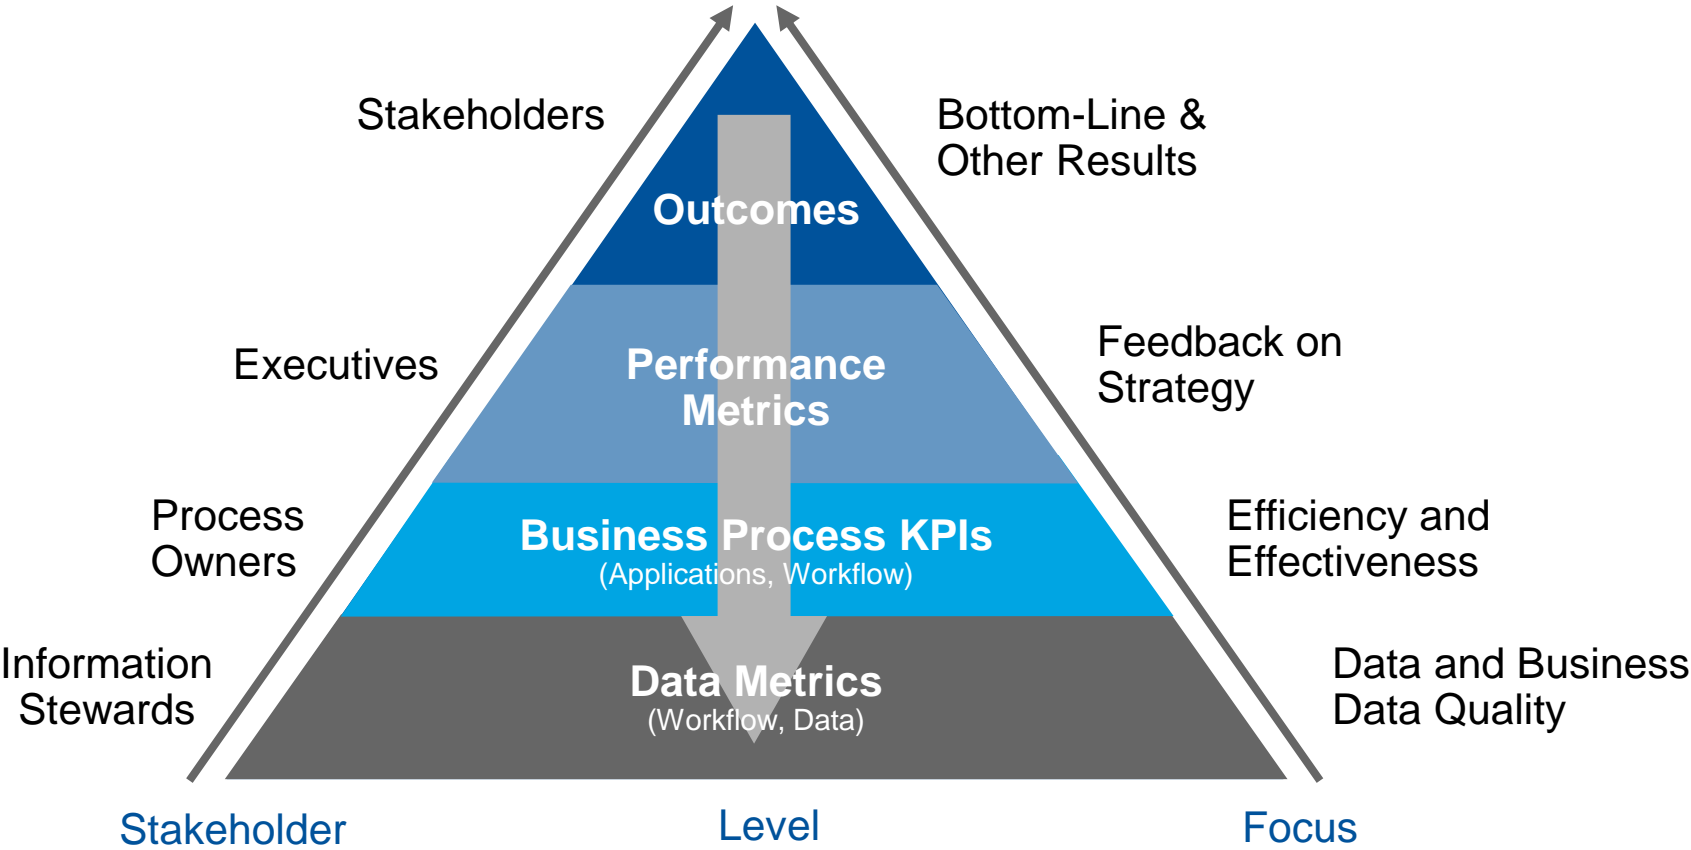 Stakeholders
Bottom-Line &
Other Results
Outcomes
Executives
Performance
Metrics
Feedback on
Strategy
Process
Owners
Business Process KPIs
(Applications, Workflow)
Efficiency and
Effectiveness
Information
Stewards
Data Metrics
(Workflow, Data)
Data and Business
Data Quality
Stakeholder
Level
Focus